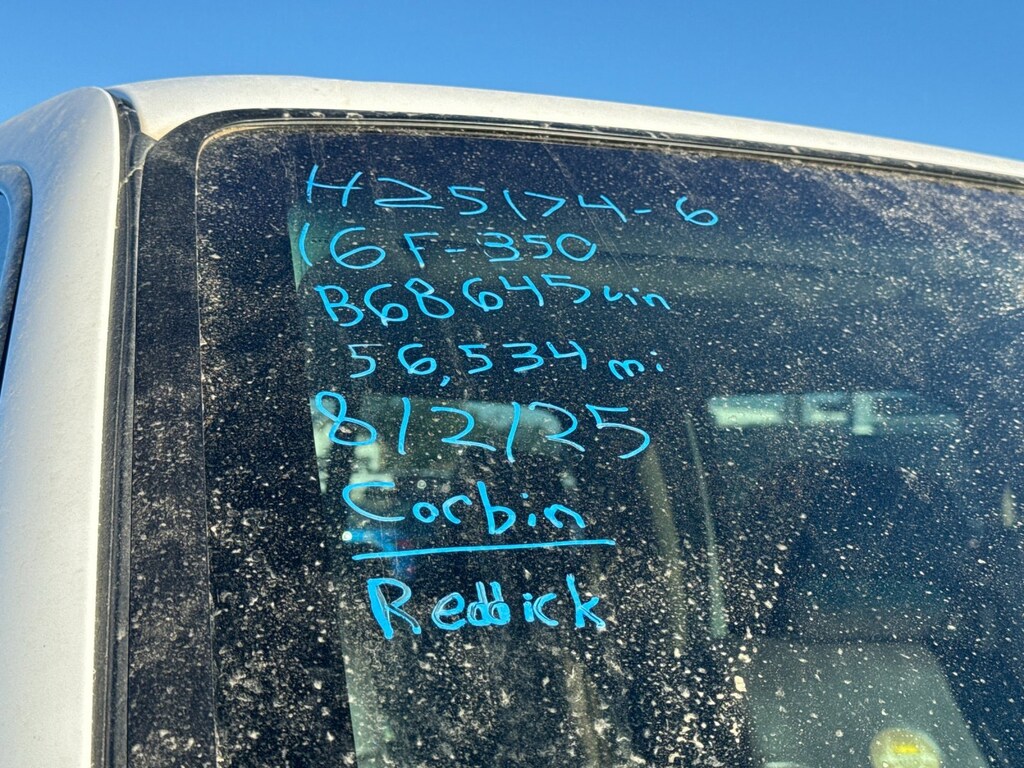 H25174-6
16 F-350
B68645 vin
56,534 mi
8/2/25
Corbin
Reddick